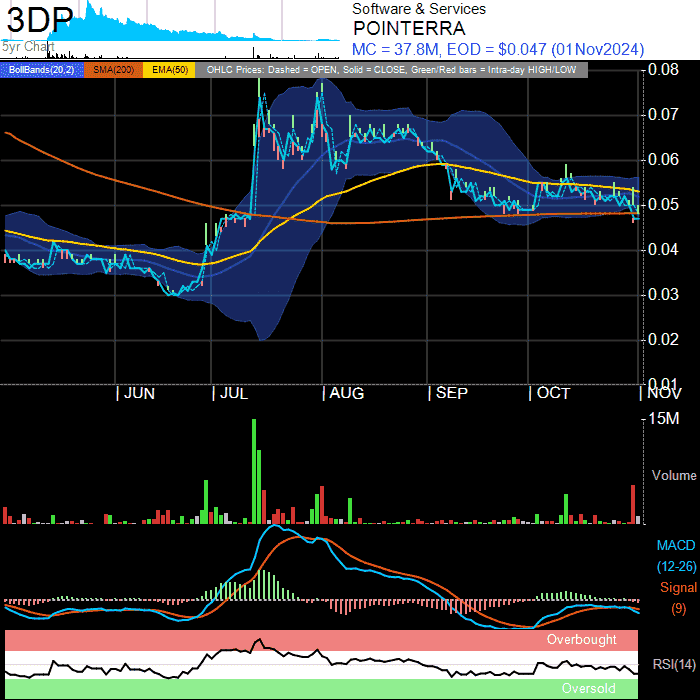 3DP
5yr Chart
Software & Services
POINTERRA
MC = 37.8M, EOD = $0.047 (01Nov2024)
BollBands(20,2) SMA(200) EMA(50) OHLC Prices: Dashed = OPEN, Solid = CLOSE, Green/Red bars = Intra-day HIGH/LOW
0.08
0.07
0.06
0.05
0.04
0.03
0.02
0.01
| JUN | JUL | AUG | SEP | OCT | NOV
15M
Volume
MACD
(12-26)
Signal
(9)
Overbought
RSI(14)
Oversold